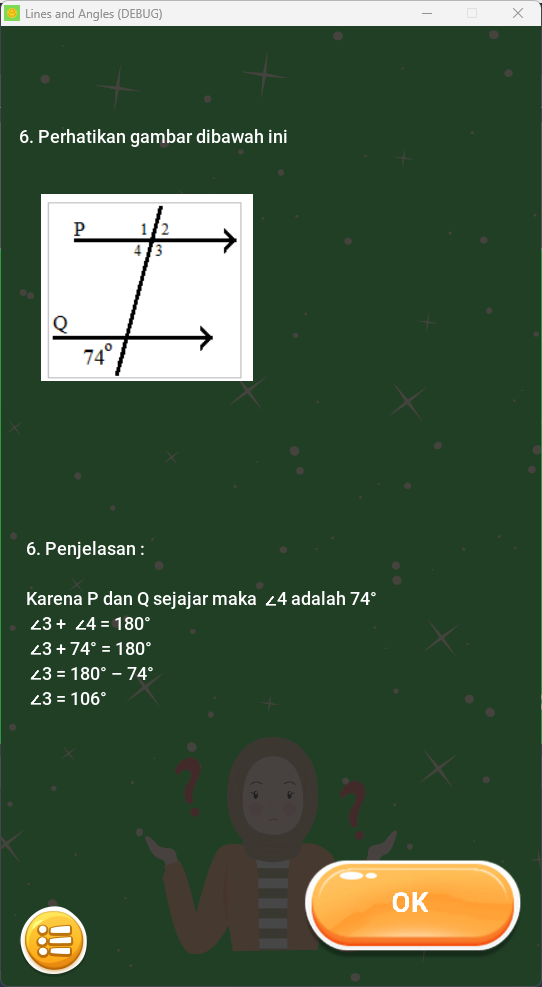 Lines and Angles (DEBUG)
6. Perhatikan gambar dibawah ini
P 1 2
4 3
Q
74°
6. Penjelasan :
Karena P dan Q sejajar maka ∠4 adalah 74°
∠3 + ∠4 = 180°
∠3 + 74° = 180°
∠3 = 180° – 74°
∠3 = 106°
? ?
OK